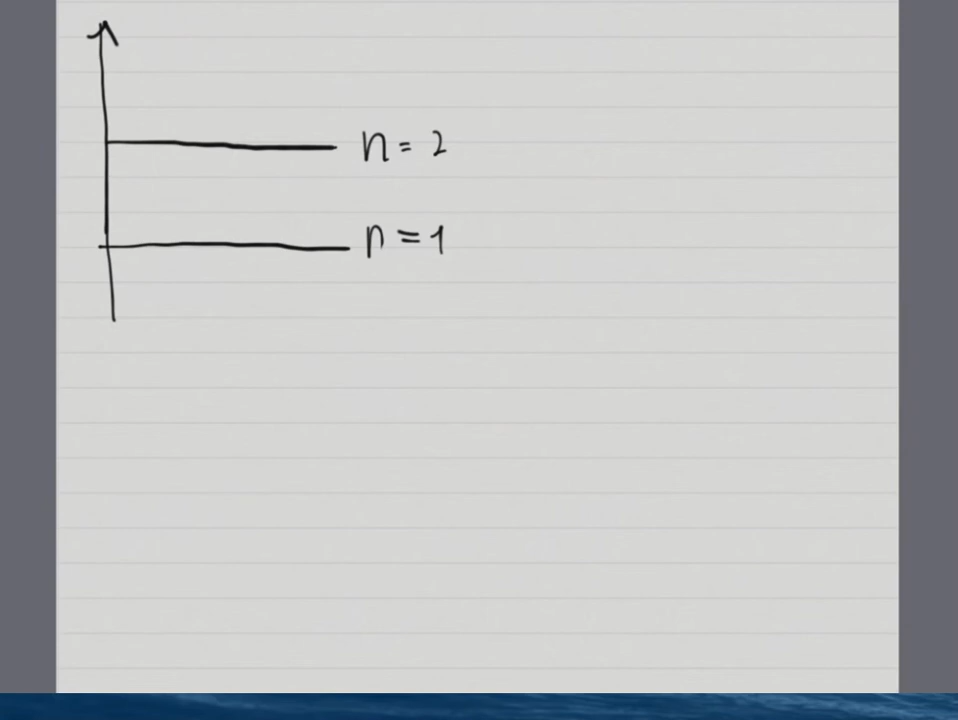 n = 2
n = 1